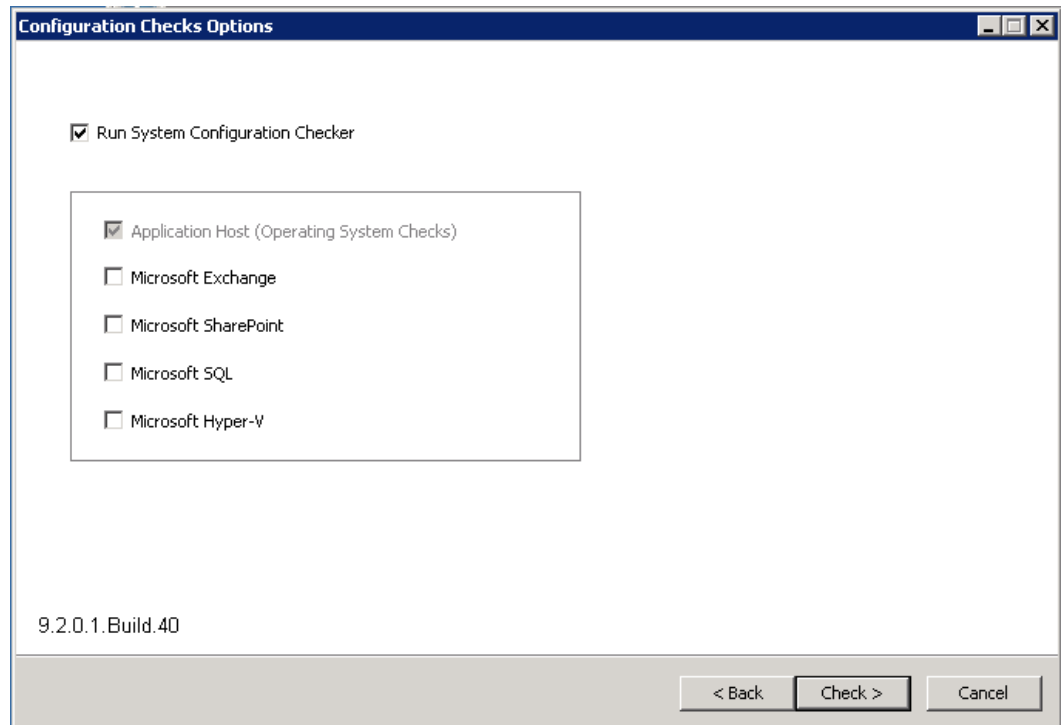 Configuration Checks Options
Run System Configuration Checker
Application Host (Operating System Checks)
Microsoft Exchange
Microsoft SharePoint
Microsoft SQL
Microsoft Hyper-V
9.2.0.1.Build.40
< Back Check > Cancel